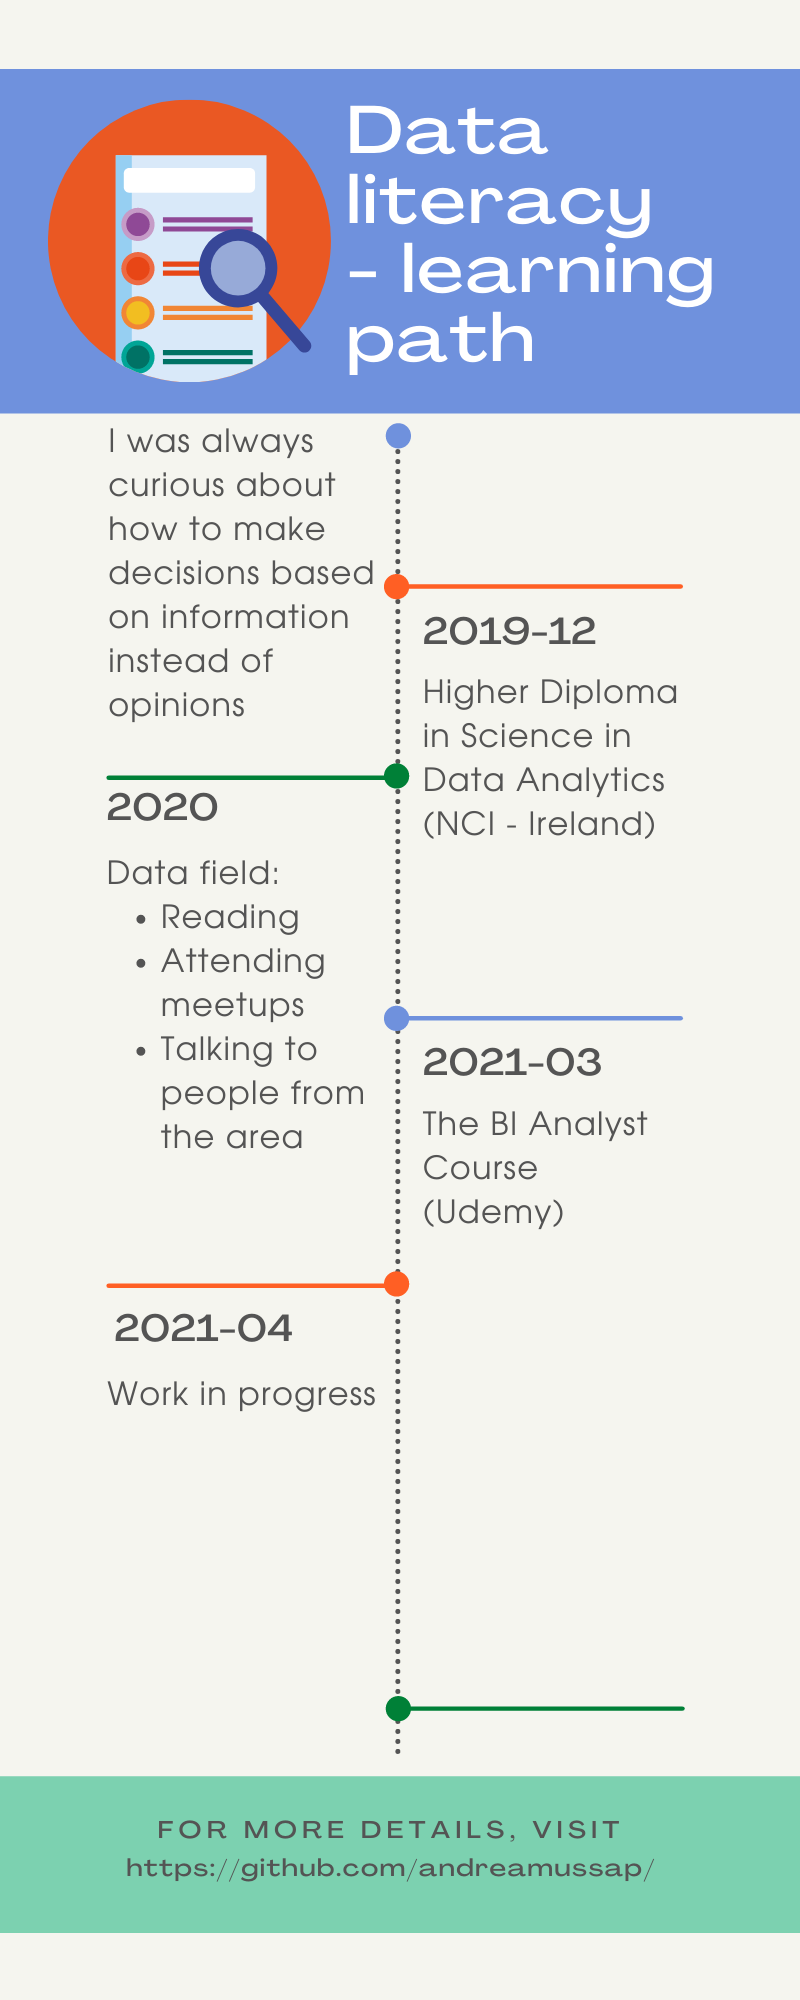 Data
literacy
- learning
path
I was always
curious about
how to make
decisions based
on information
instead of
opinions
2019-12
Higher Diploma
in Science in
Data Analytics
(NCI - Ireland)
2020
Data field:
• Reading
• Attending
meetups
• Talking to
people from
the area
2021-03
The BI Analyst
Course
(Udemy)
2021-04
Work in progress
FOR MORE DETAILS, VISIT
https://github.com/andreamussap/